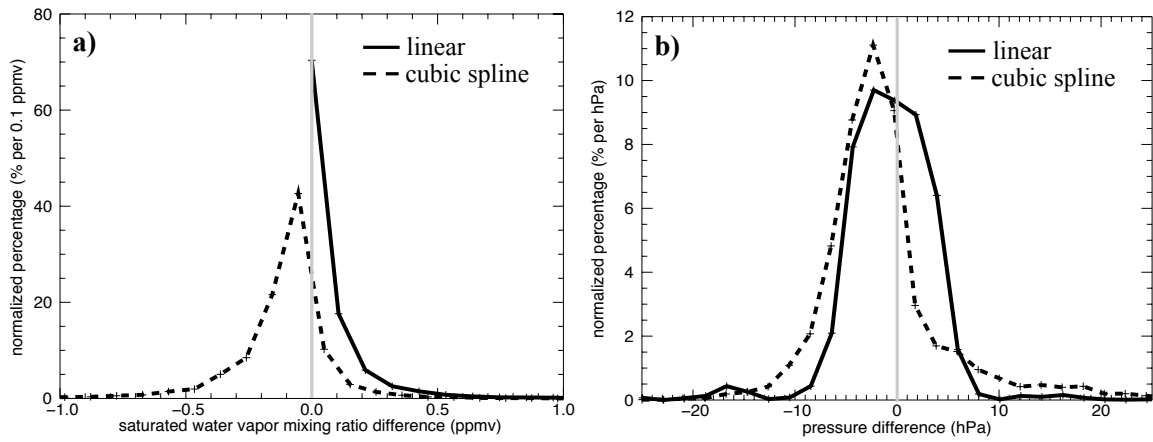 a)
linear
cubic spline
normalized percentage (% per 0.1 ppmv)
80
60
40
20
0
-1.0 -0.5 0.0 0.5 1.0
saturated water vapor mixing ratio difference (ppmv)
b)
linear
cubic spline
normalized percentage (% per hPa)
12
10
8
6
4
2
0
-20 -10 0 10 20
pressure difference (hPa)